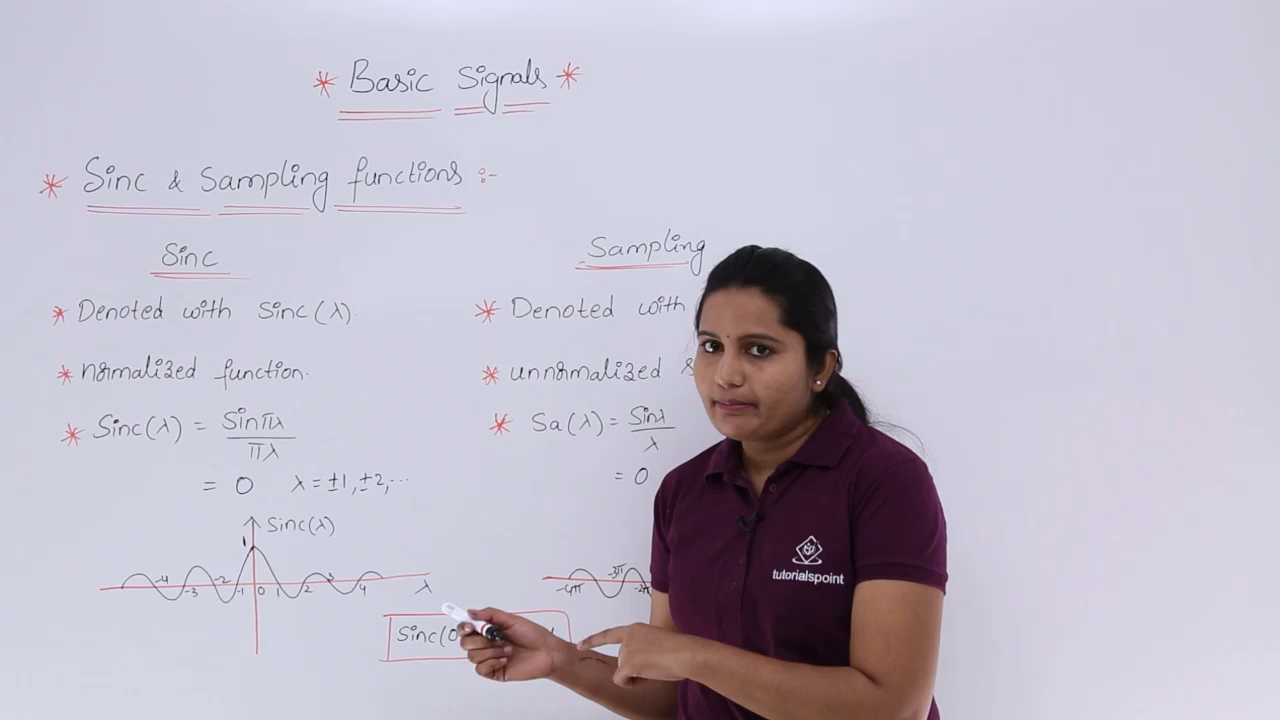 * Basic Signals *
* Sinc & Sampling functions :-
Sinc
* Denoted with Sinc(λ)
* normalized function.
* Sinc(λ) = Sinπλ / πλ
= 0 λ = ±1, ±2, ...
Sinc(λ)
1
-4 -3 -2 -1 0 1 2 3 4 λ
Sampling
* Denoted with
* unnormalized
* Sa(λ) = Sinλ / λ
= 0
-4π -3π -2π
Sinc(0
tutorialspoint